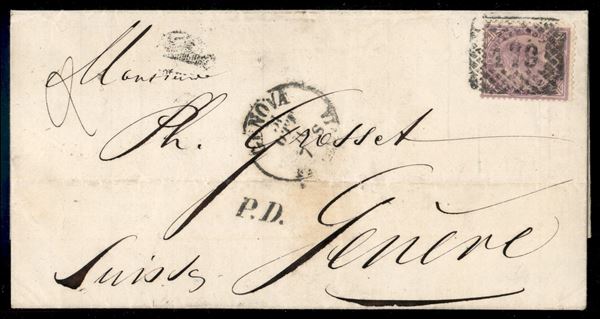 Monsieur
Ph. Grosset
Genève
Suisse
GENOVA
P.D.